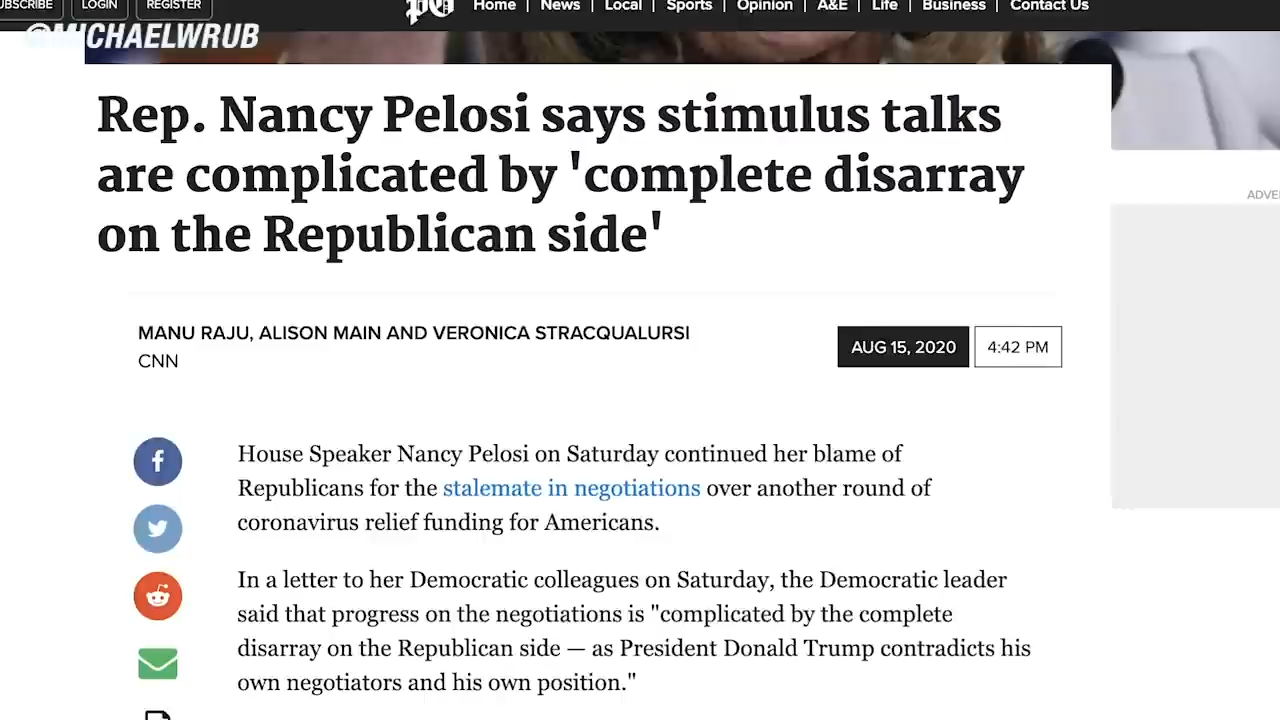 SUBSCRIBE LOGIN REGISTER PG Home | News | Local | Sports | Opinion | A&E | Life | Business | Contact Us
@MICHAELWRUB
Rep. Nancy Pelosi says stimulus talks
are complicated by 'complete disarray
on the Republican side'
ADVE
MANU RAJU, ALISON MAIN AND VERONICA STRACQUALURSI
CNN
AUG 15, 2020 4:42 PM
House Speaker Nancy Pelosi on Saturday continued her blame of
Republicans for the stalemate in negotiations over another round of
coronavirus relief funding for Americans.
In a letter to her Democratic colleagues on Saturday, the Democratic leader
said that progress on the negotiations is "complicated by the complete
disarray on the Republican side — as President Donald Trump contradicts his
own negotiators and his own position."